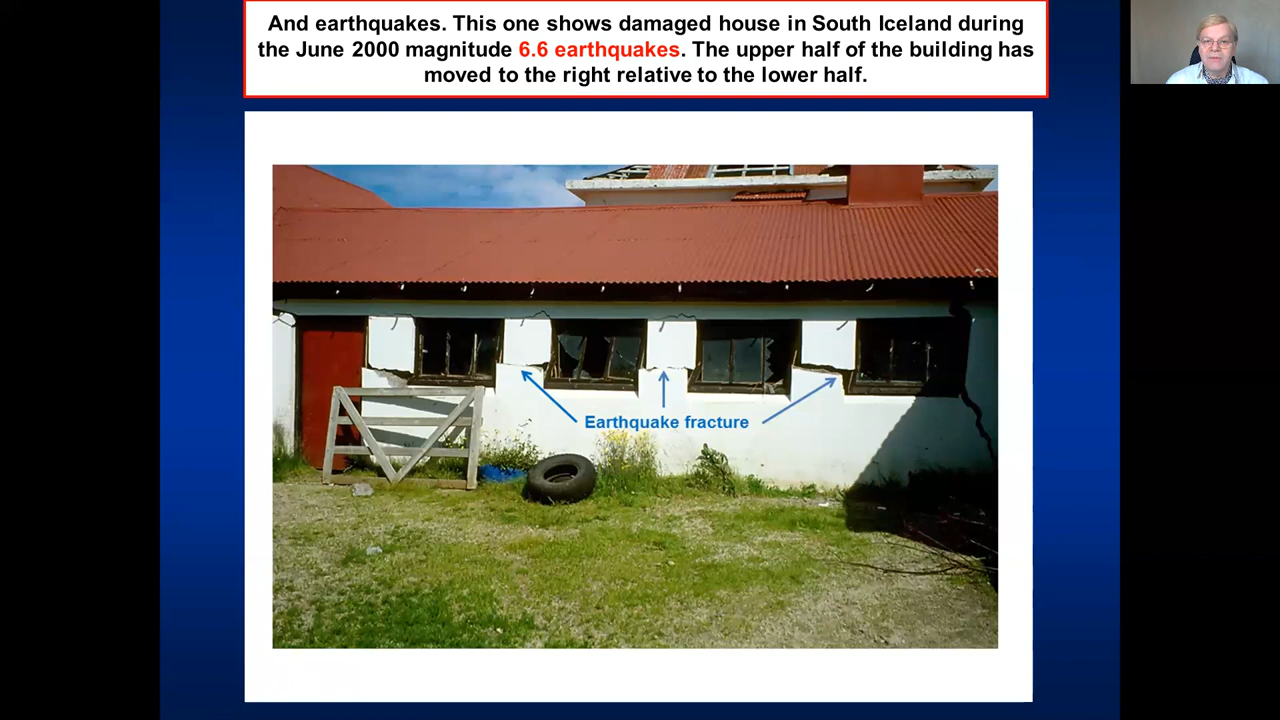 And earthquakes. This one shows damaged house in South Iceland during
the June 2000 magnitude 6.6 earthquakes. The upper half of the building has
moved to the right relative to the lower half.
Earthquake fracture